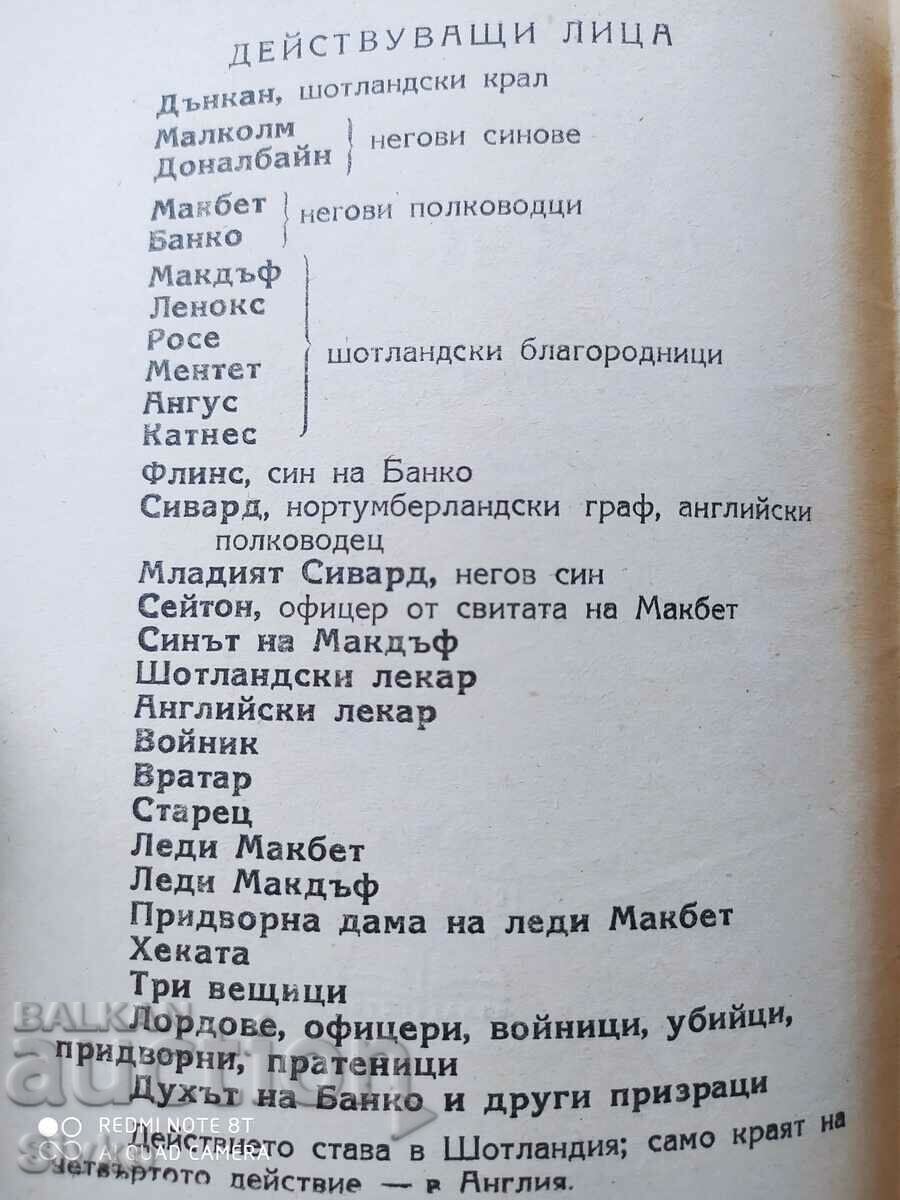 ДЕЙСТВУВАЩИ ЛИЦА
Дънкан, шотландски крал
Малколм
Доналбайн
негови синове
Макбет
Банко
негови полководци
Макдъф
Ленокс
Росе
Ментет
Ангус
Катнес
шотландски благородници
Флинс, син на Банко
Сивард, нортумберландски граф, английски
полководец
Младият Сивард, негов син
Сейтон, офицер от свитата на Макбет
Синът на Макдъф
Шотландски лекар
Английски лекар
Войник
Вратар
Старец
Леди Макбет
Леди Макдъф
Придворна дама на леди Макбет
Хеката
Три вещици
Лордове, офицери, войници, убийци,
придворни, пратеници
Духът на Банко и други призраци
Действието става в Шотландия; само краят на
четвъртото действие — в Англия.
BALKAN
auction
REDMI NOTE 8T
AI QUAD CAMERA